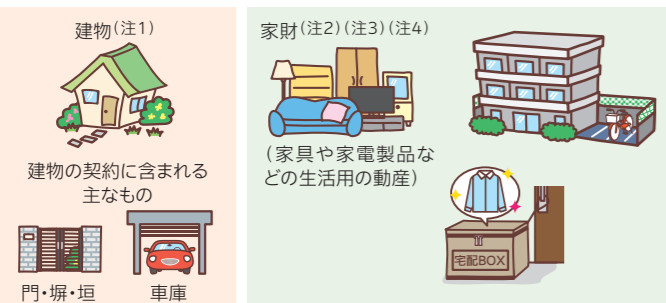 建物(注1)
建物の契約に含まれる
主なもの
門・塀・垣
車庫
家財(注2)(注3)(注4)
(家具や家電製品な
どの生活用の動産)
宅配BOX